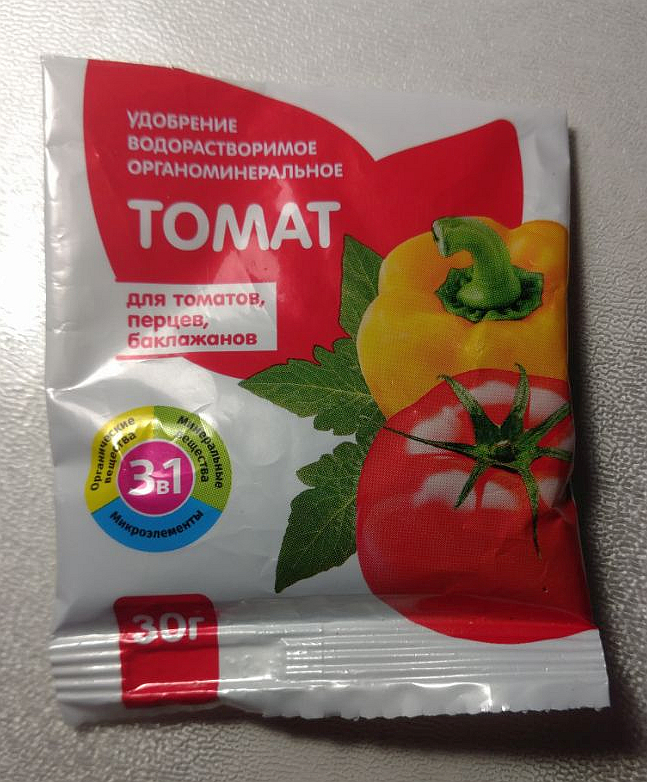 УДОБРЕНИЕ
ВОДОРАСТВОРИМОЕ
ОРГАНОМИНЕРАЛЬНОЕ
ТОМАТ
для томатов,
перцев,
баклажанов
Органические
вещества
Минеральные
вещества
3в1
Микроэлементы
30г